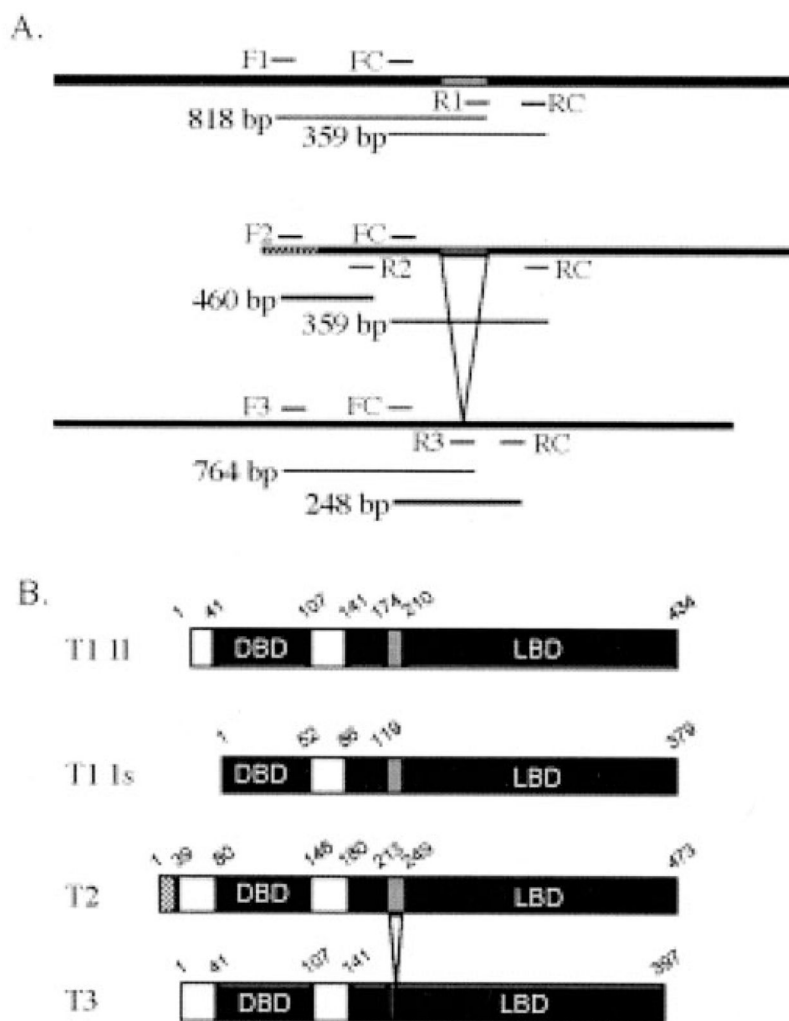 A.
F1 FC
R1 RC
818 bp
359 bp
F2 FC
R2 RC
460 bp
359 bp
F3 FC
R3 RC
764 bp
248 bp
B.
1 41 107 141 174 210 434
T1 1l DBD LBD
1 52 86 119 379
T1 1s DBD LBD
1 39 80 146 180 213 249 473
T2 DBD LBD
1 41 107 141 397
T3 DBD LBD